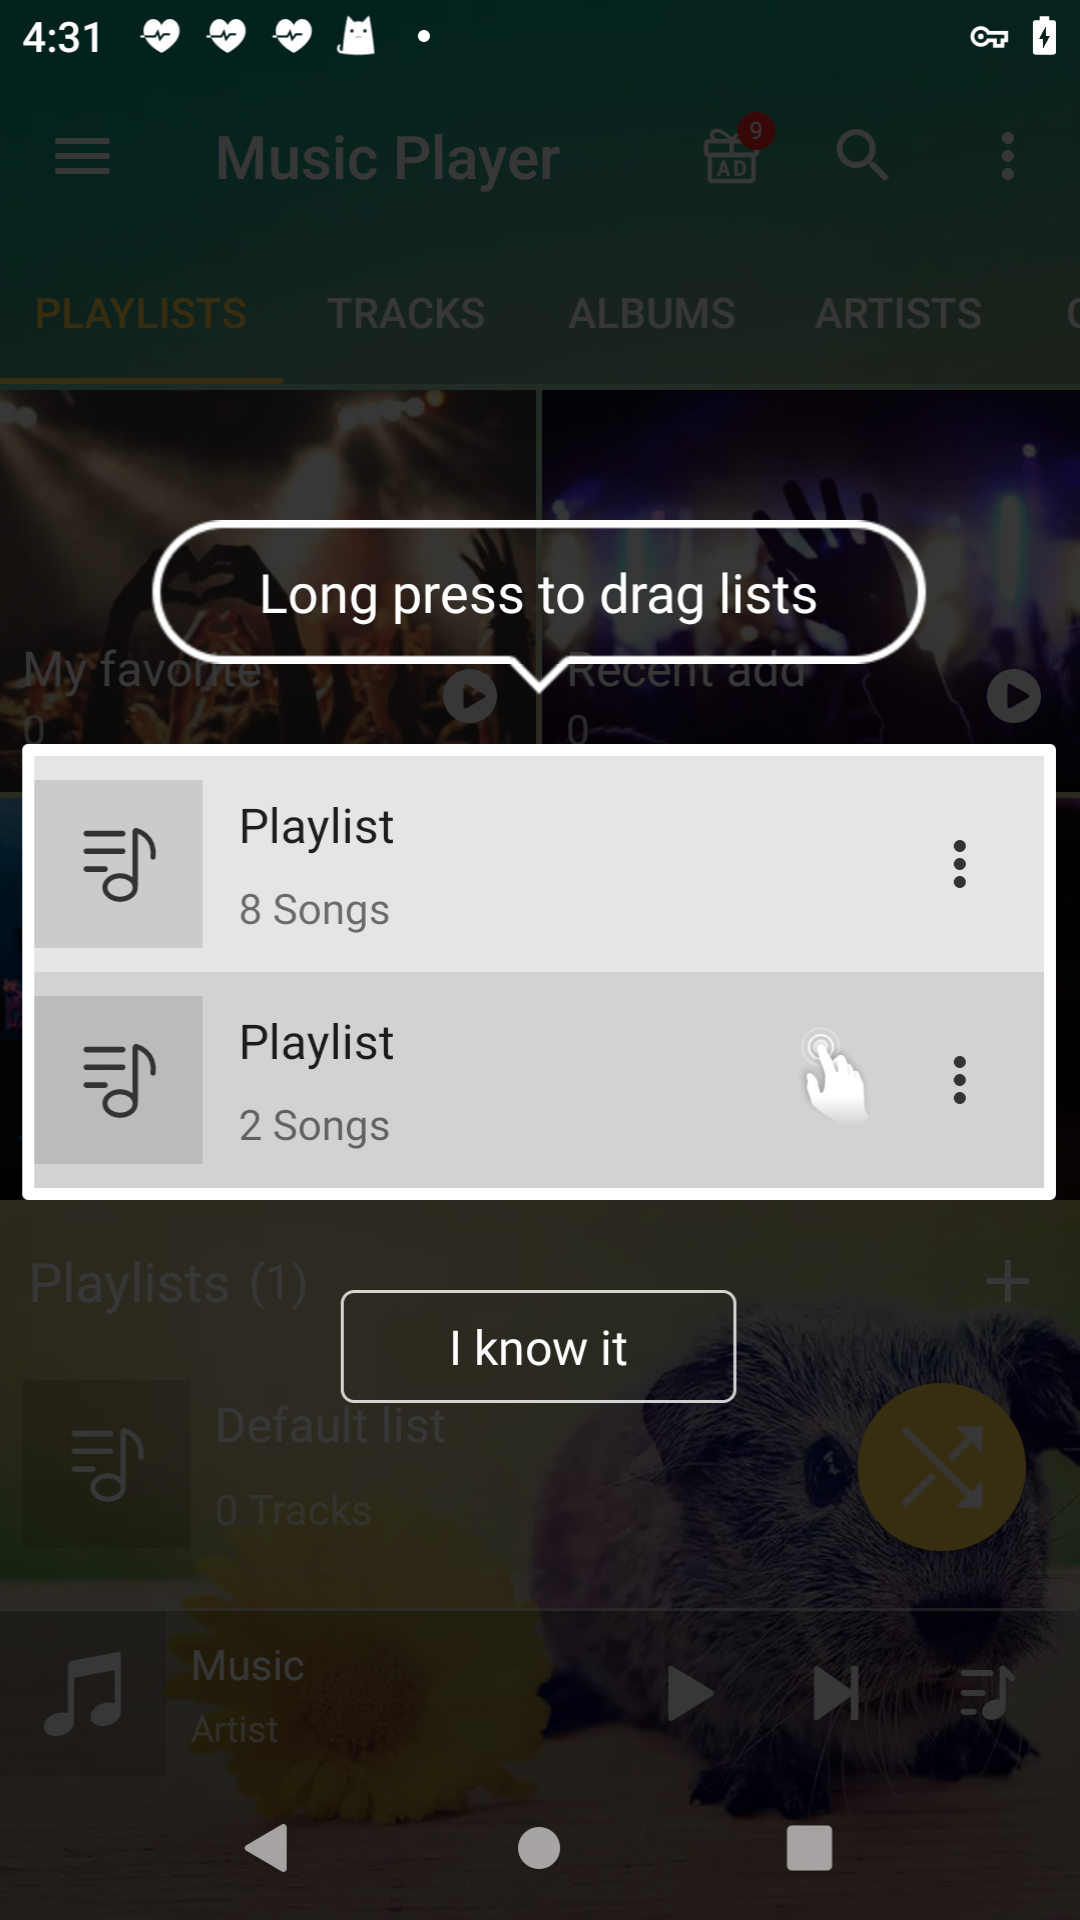 4:31
Music Player
9
AD
PLAYLISTS TRACKS ALBUMS ARTISTS
Long press to drag lists
My favorite
0
Recent add
0
Playlist
8 Songs
Playlist
2 Songs
Playlists (1)
I know it
Default list
0 Tracks
Music
Artist